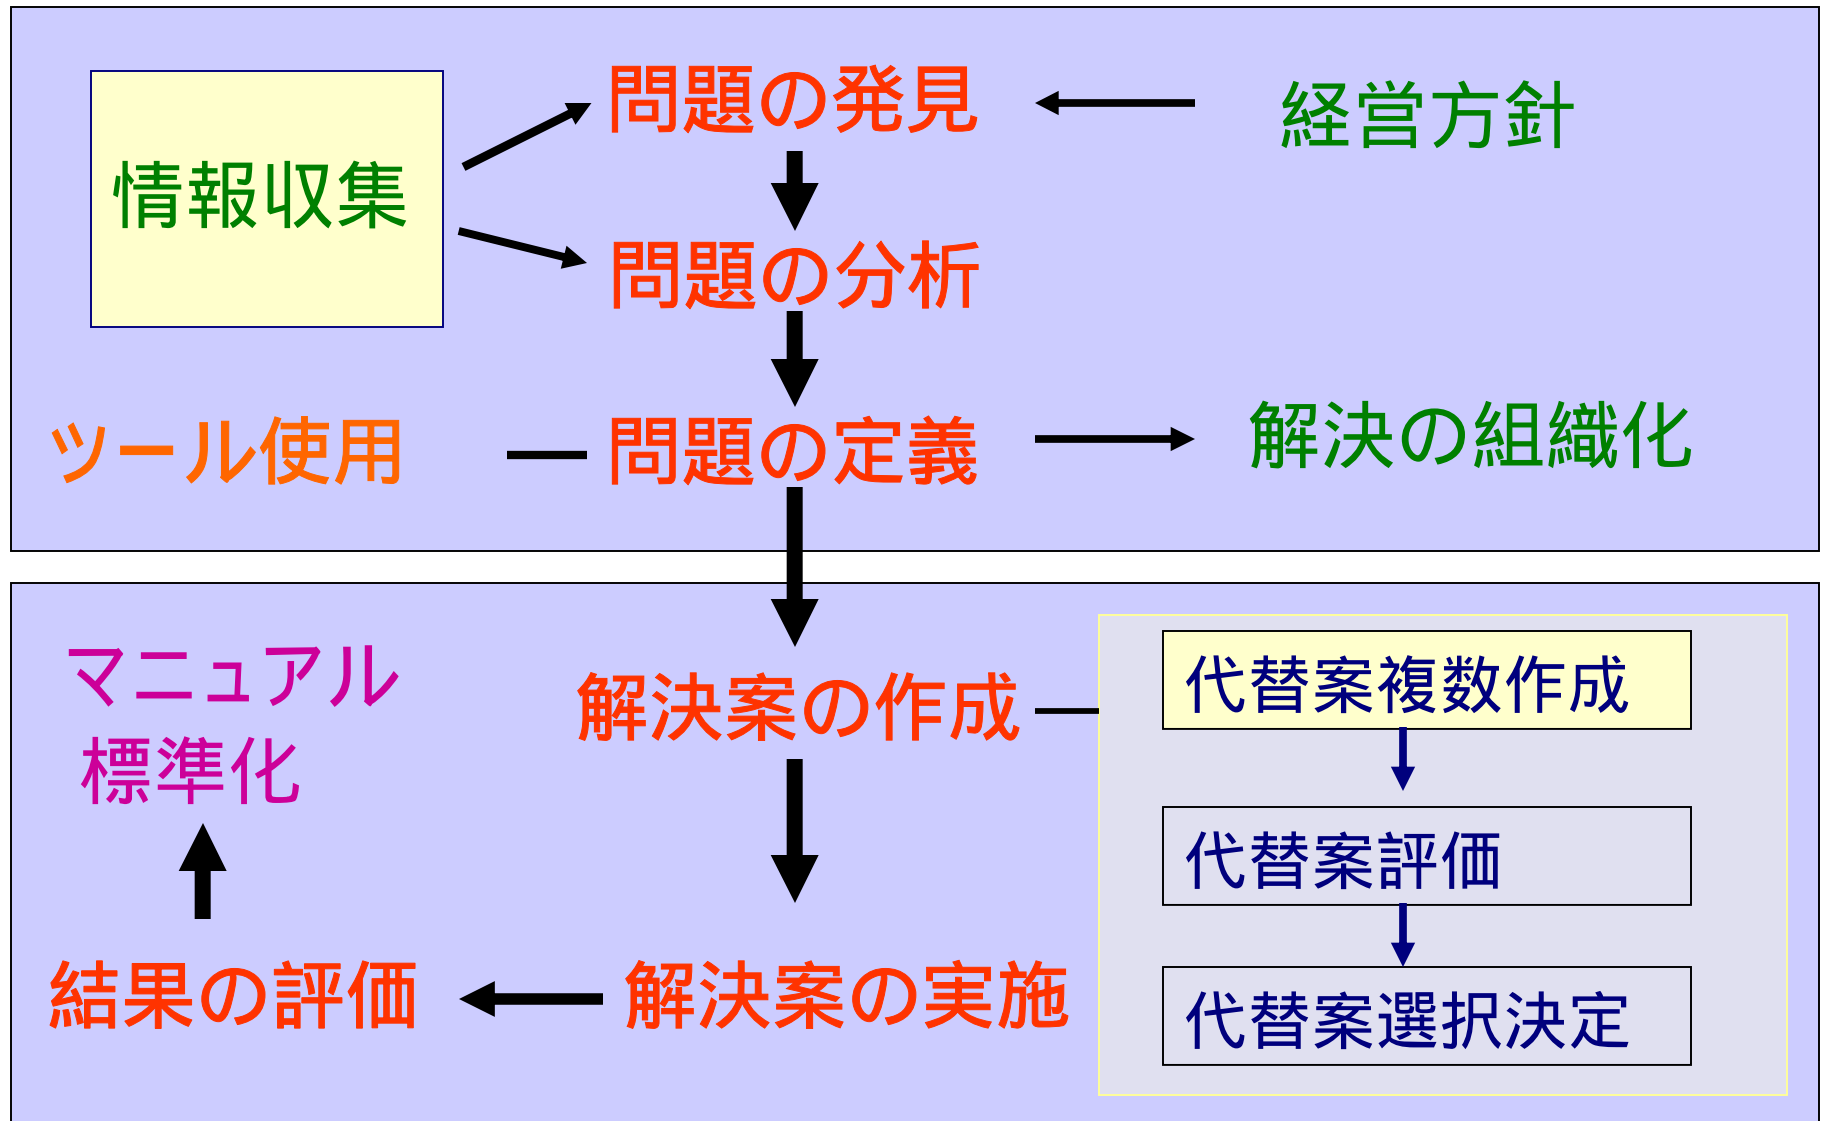 問題の発見
経営方針
情報収集
問題の分析
ツール使用
問題の定義
解決の組織化
マニュアル
標準化
解決案の作成
代替案複数作成
代替案評価
代替案選択決定
結果の評価
解決案の実施